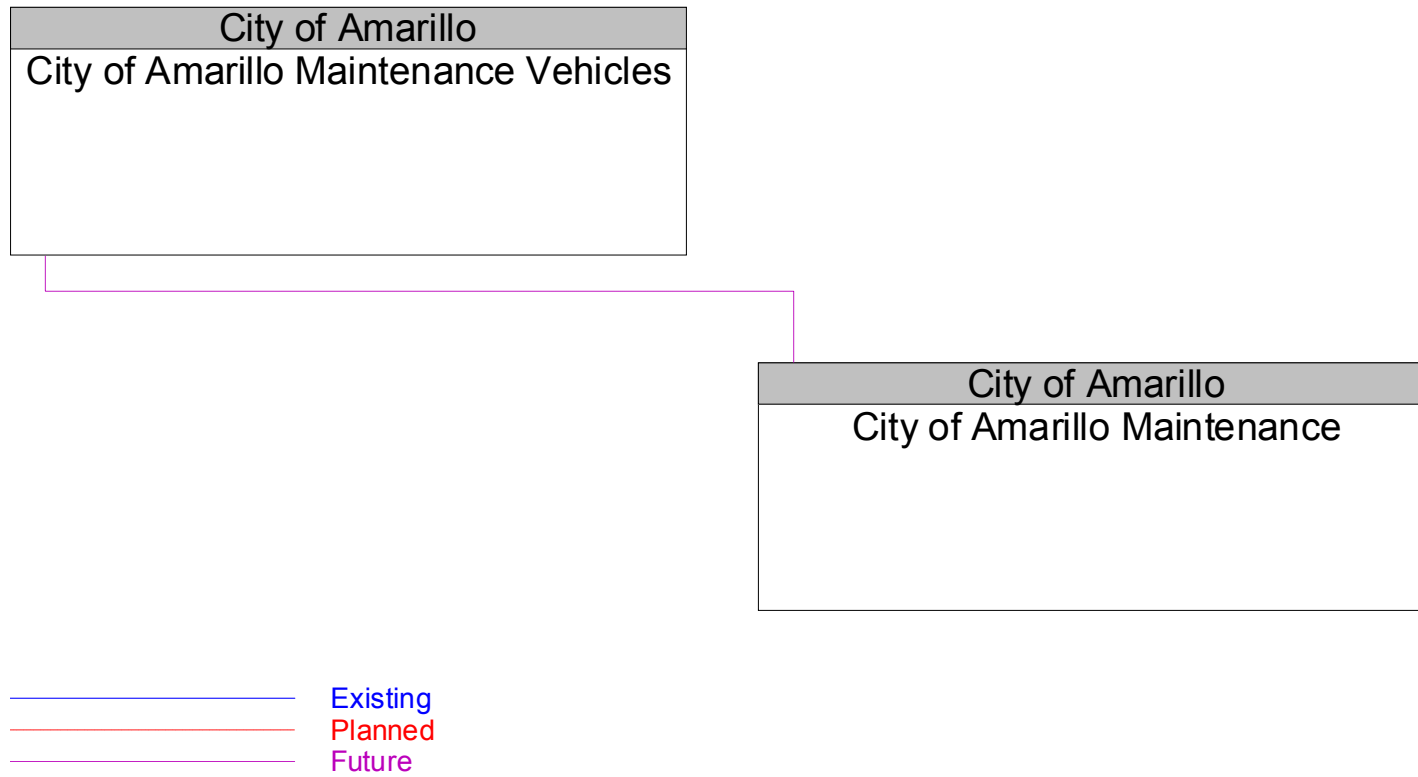 City of Amarillo
City of Amarillo Maintenance Vehicles
City of Amarillo
City of Amarillo Maintenance
Existing
Planned
Future